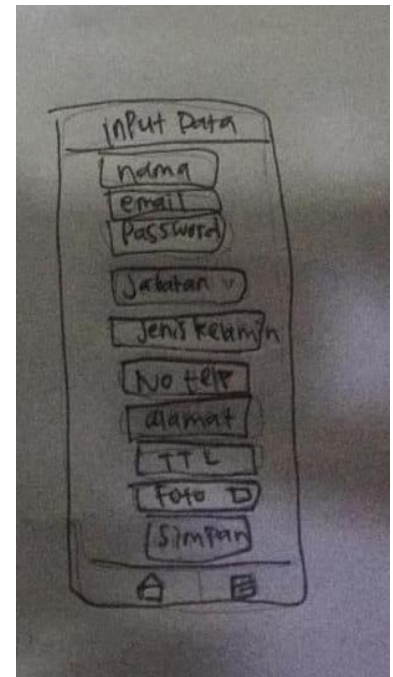 input Data
nama
email
Password
Jabatan
Jenis kelamin
No telp
alamat
TTL
Foto
Simpan